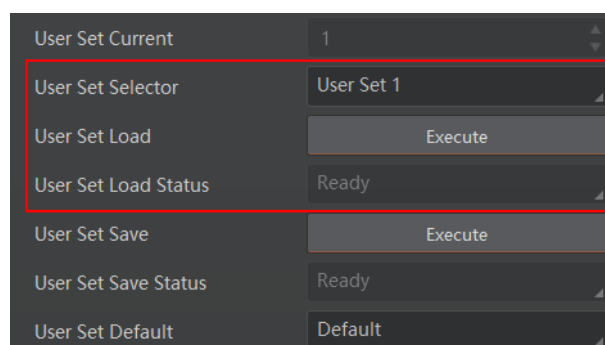 User Set Current 1
User Set Selector User Set 1
User Set Load Execute
User Set Load Status Ready
User Set Save Execute
User Set Save Status Ready
User Set Default Default